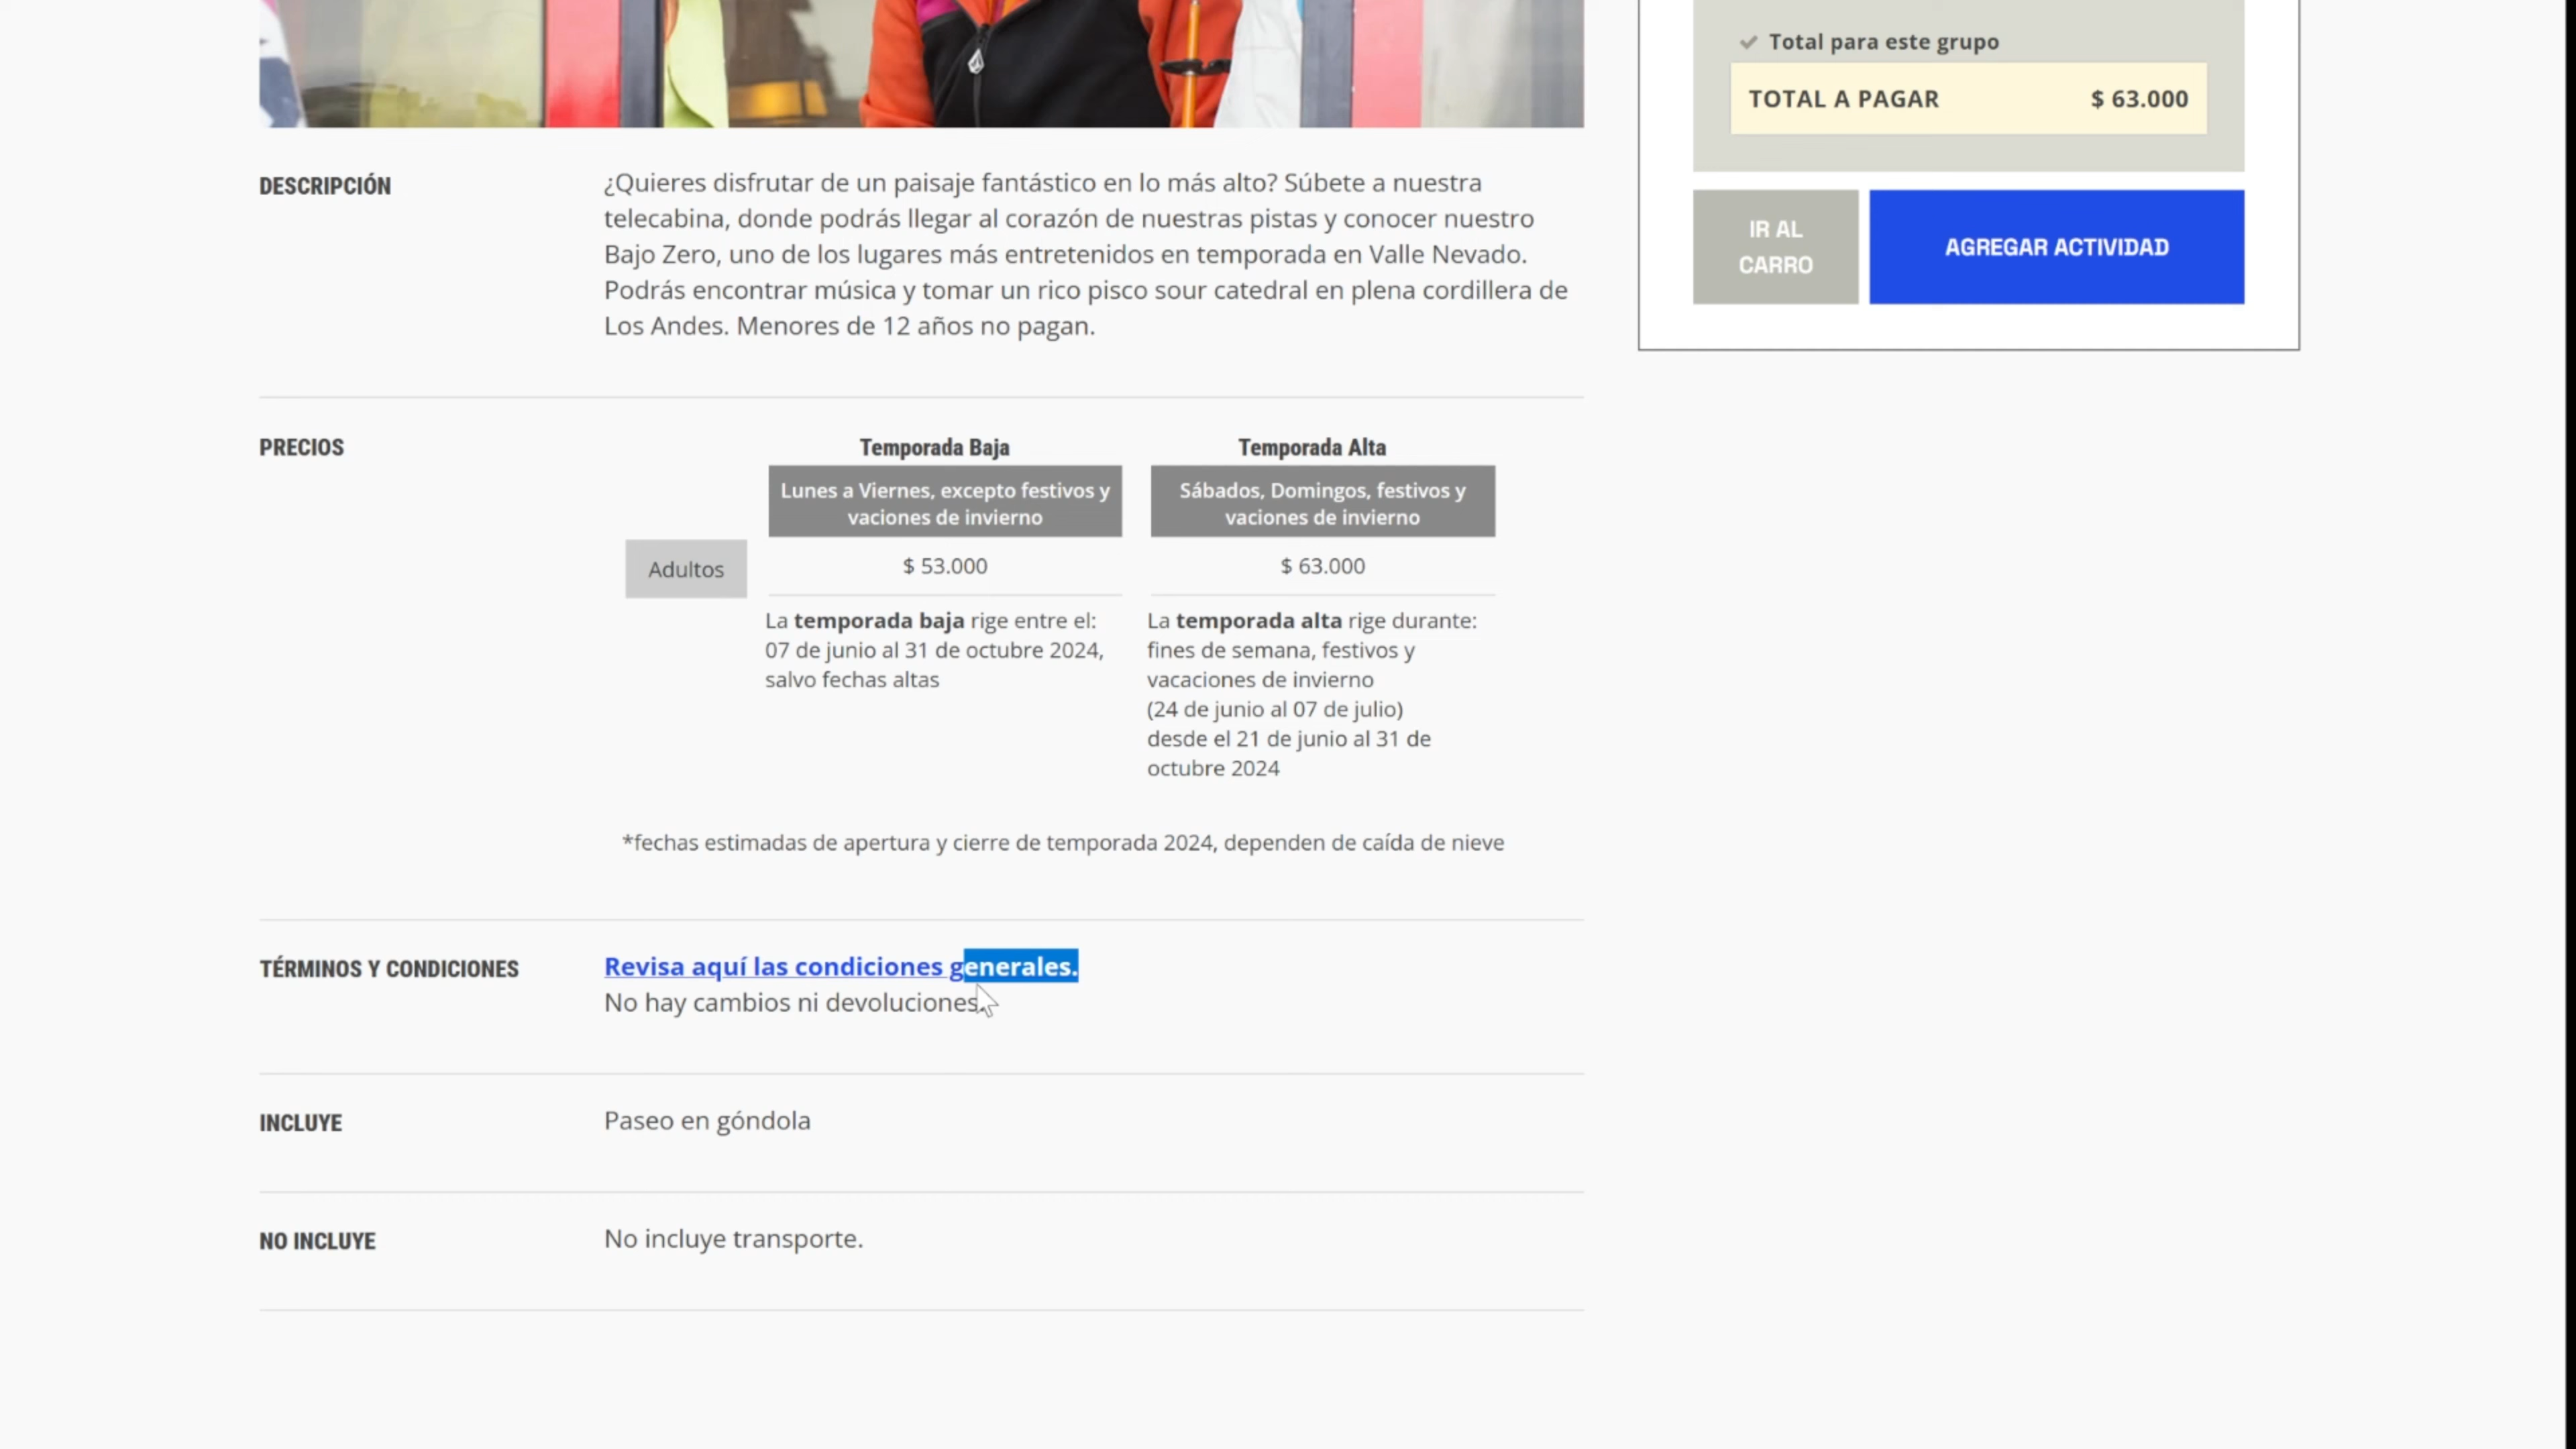 Total para este grupo
TOTAL A PAGAR $ 63.000
IR AL
CARRO
AGREGAR ACTIVIDAD
DESCRIPCIÓN
¿Quieres disfrutar de un paisaje fantástico en lo más alto? Súbete a nuestra
telecabina, donde podrás llegar al corazón de nuestras pistas y conocer nuestro
Bajo Zero, uno de los lugares más entretenidos en temporada en Valle Nevado.
Podrás encontrar música y tomar un rico pisco sour catedral en plena cordillera de
Los Andes. Menores de 12 años no pagan.
PRECIOS
Temporada Baja
Lunes a Viernes, excepto festivos y
vaciones de invierno
Temporada Alta
Sábados, Domingos, festivos y
vaciones de invierno
Adultos
$ 53.000
$ 63.000
La temporada baja rige entre el:
07 de junio al 31 de octubre 2024,
salvo fechas altas
La temporada alta rige durante:
fines de semana, festivos y
vacaciones de invierno
(24 de junio al 07 de julio)
desde el 21 de junio al 31 de
octubre 2024
*fechas estimadas de apertura y cierre de temporada 2024, dependen de caída de nieve
TÉRMINOS Y CONDICIONES
Revisa aquí las condiciones generales.
No hay cambios ni devoluciones.
INCLUYE
Paseo en góndola
NO INCLUYE
No incluye transporte.